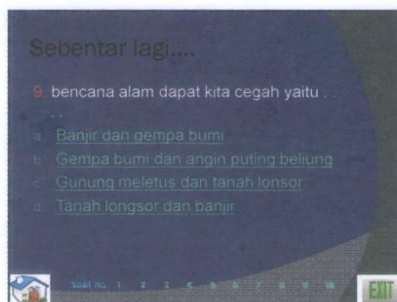 Sebentar lagi....
9. bencana alam dapat kita cegah yaitu . .
. .
a. Banjir dan gempa bumi
b. Gempa bumi dan angin puting beliung
c. Gunung meletus dan tanah lonsor
d. Tanah longsor dan banjir
Soal no. 1 2 3 4 5 6 7 8 9 10
EXIT